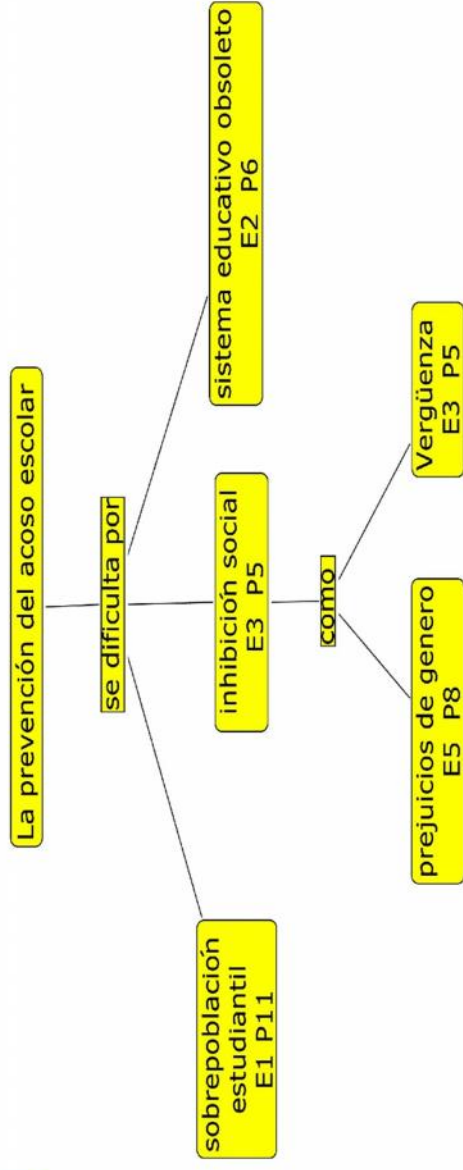 La prevención del acoso escolar
se dificulta por
sobrepoblación
estudiantil
E1 P11
inhibición social
E3 P5
sistema educativo obsoleto
E2 P6
como
prejuicios de genero
E5 P8
Vergüenza
E3 P5